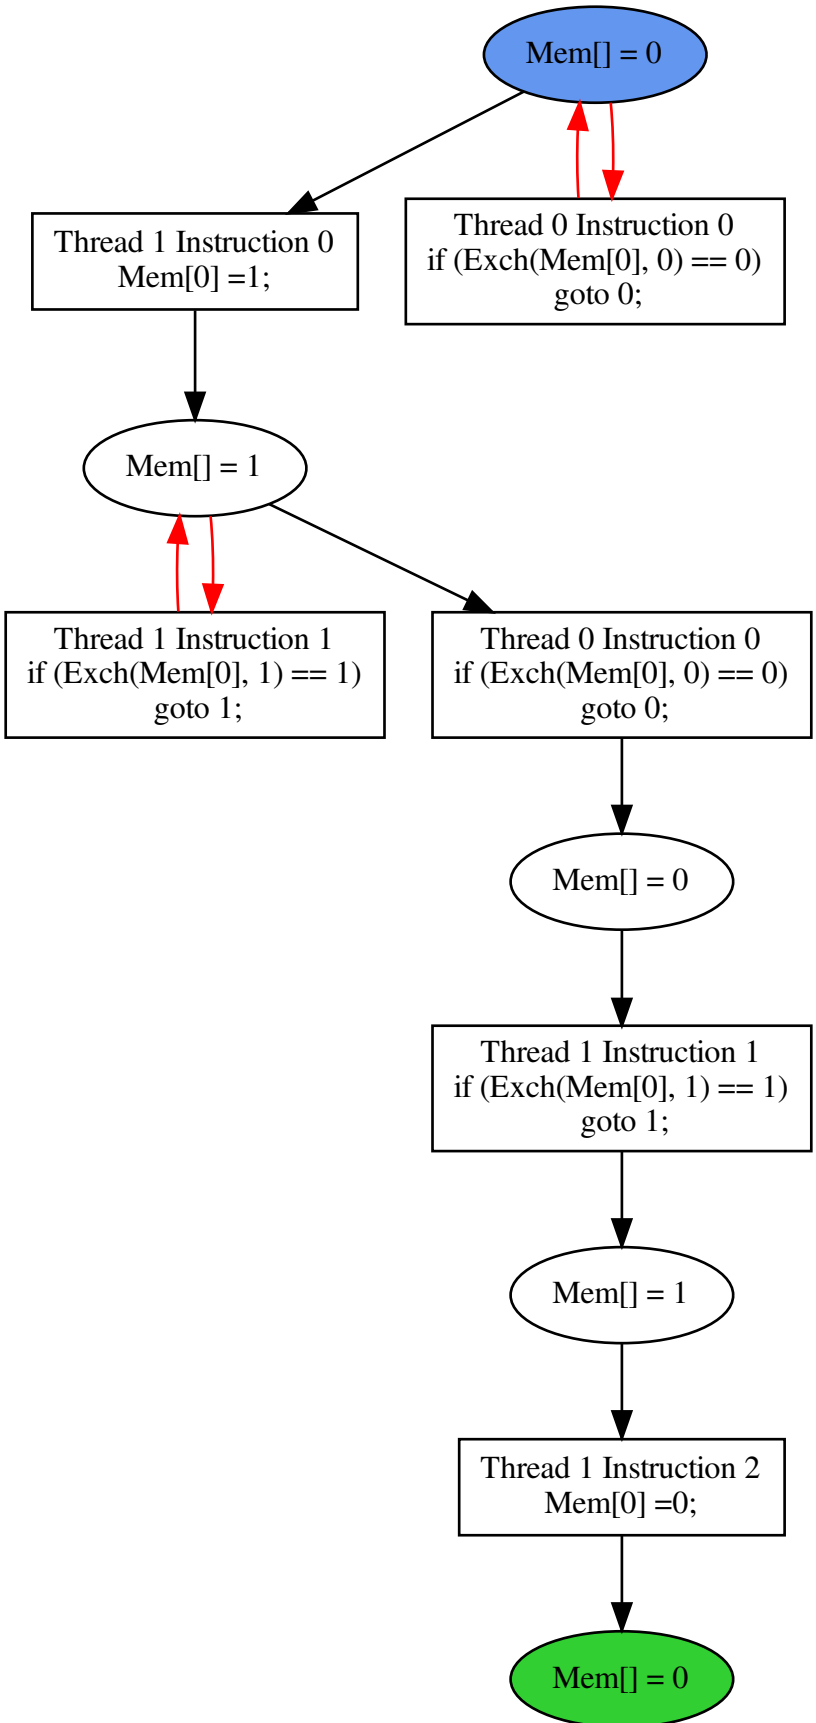 Mem[] = 0
Thread 1 Instruction 0
Mem[0] =1;
Thread 0 Instruction 0
if (Exch(Mem[0], 0) == 0)
goto 0;
Mem[] = 1
Thread 1 Instruction 1
if (Exch(Mem[0], 1) == 1)
goto 1;
Thread 0 Instruction 0
if (Exch(Mem[0], 0) == 0)
goto 0;
Mem[] = 0
Thread 1 Instruction 1
if (Exch(Mem[0], 1) == 1)
goto 1;
Mem[] = 1
Thread 1 Instruction 2
Mem[0] =0;
Mem[] = 0